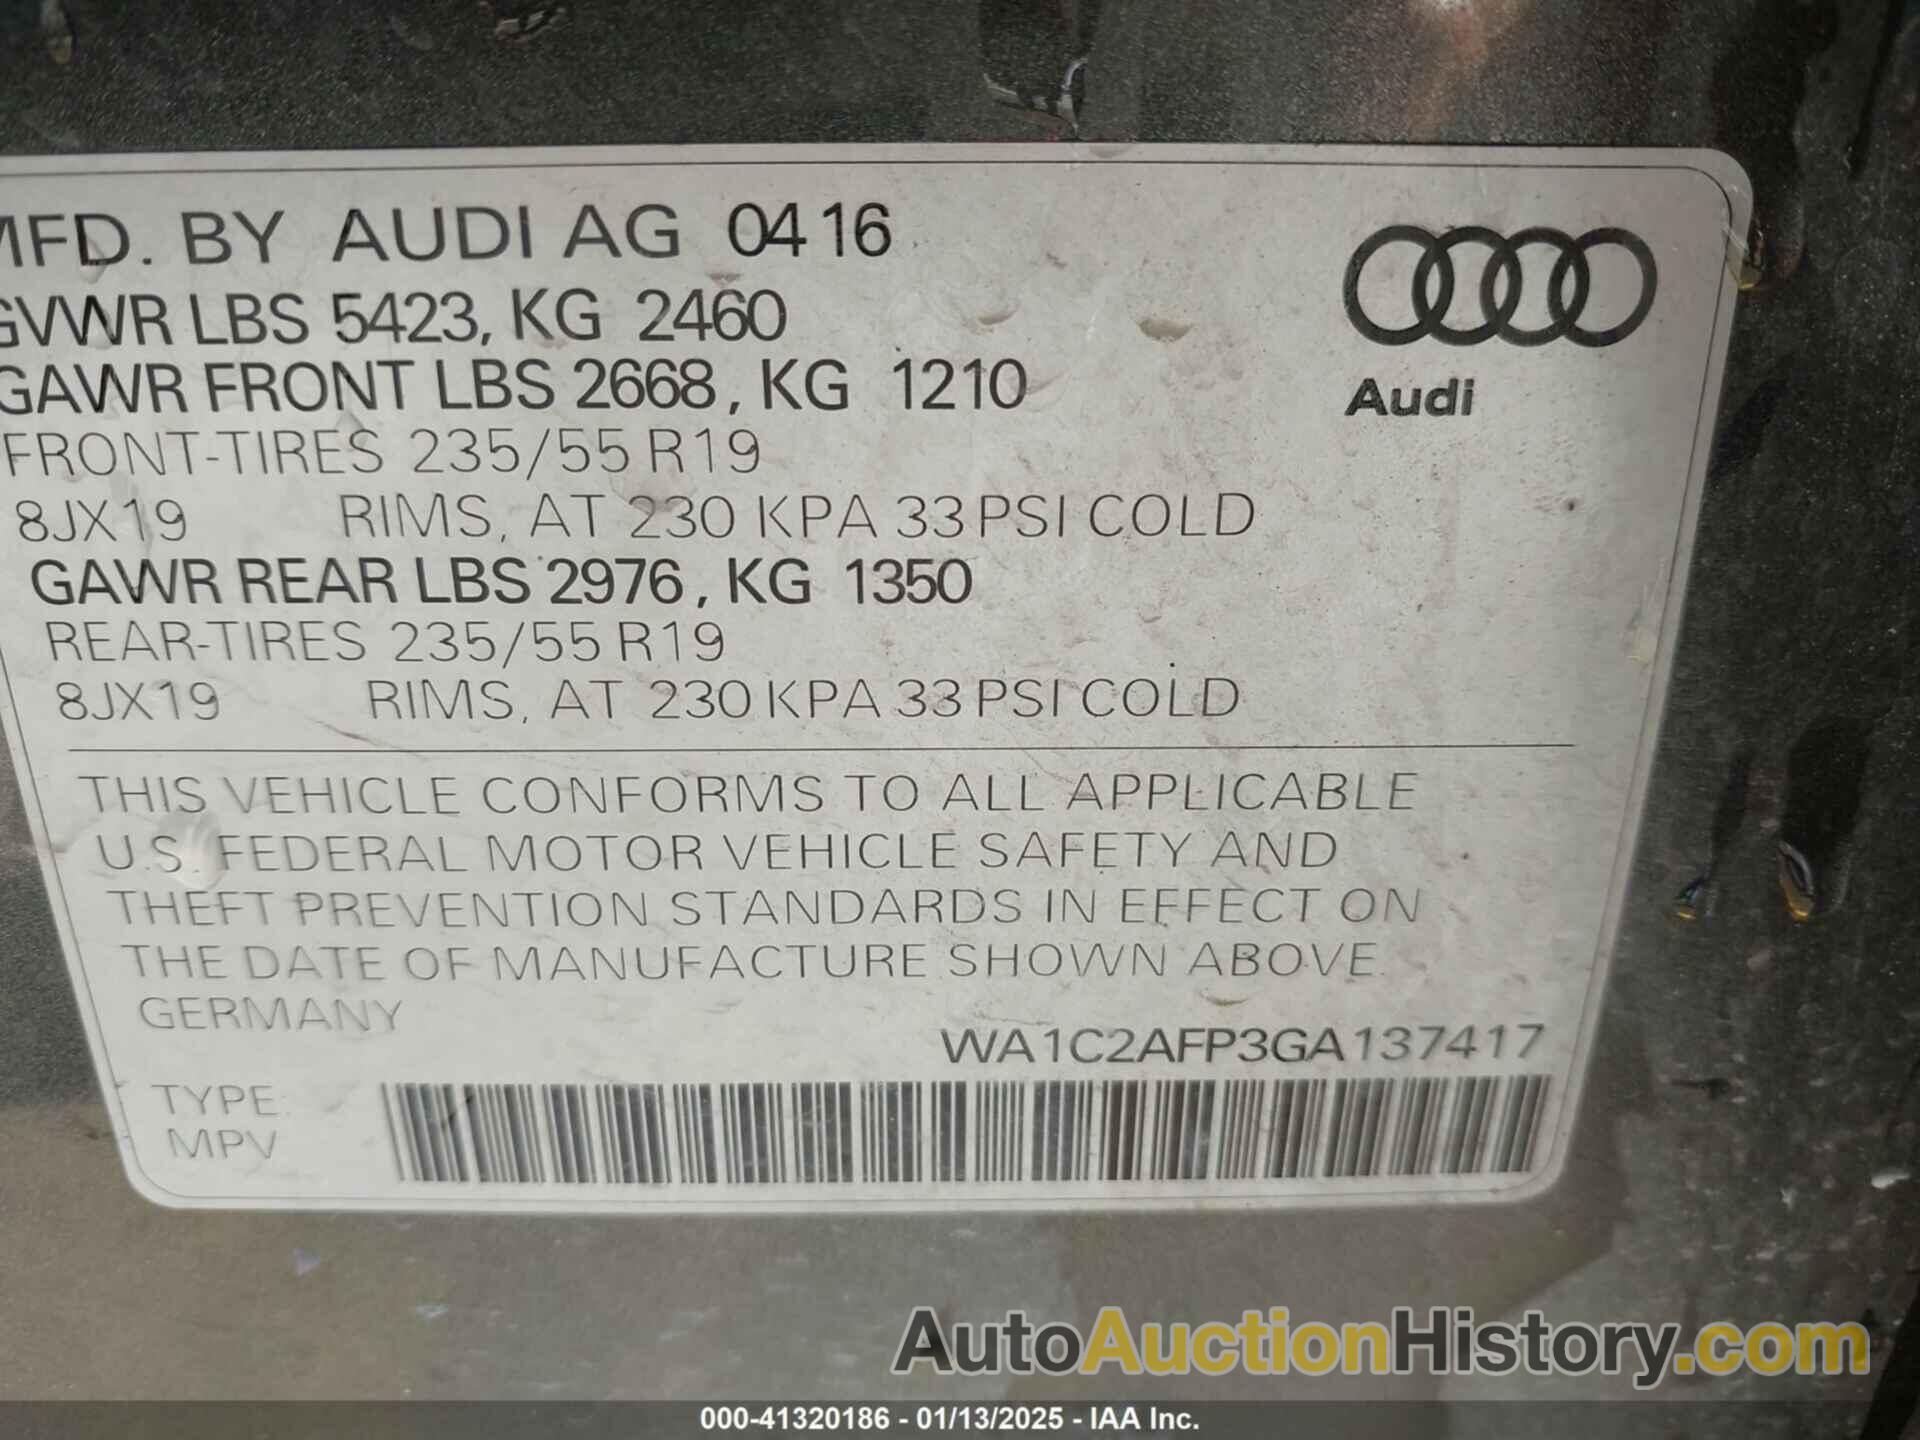 MFD. BY AUDI AG 0416
GVWR LBS 5423, KG 2460
GAWR FRONT LBS 2668, KG 1210
FRONT-TIRES 235/55 R19
8JX19 RIMS, AT 230 KPA 33 PSI COLD
GAWR REAR LBS 2976, KG 1350
REAR-TIRES 235/55 R19
8JX19 RIMS, AT 230 KPA 33 PSI COLD
Audi
THIS VEHICLE CONFORMS TO ALL APPLICABLE
U.S. FEDERAL MOTOR VEHICLE SAFETY AND
THEFT PREVENTION STANDARDS IN EFFECT ON
THE DATE OF MANUFACTURE SHOWN ABOVE.
GERMANY
WA1C2AFP3GA137417
TYPE:
MPV
AutoAuctionHistory.com
000-41320186 - 01/13/2025 - IAA Inc.